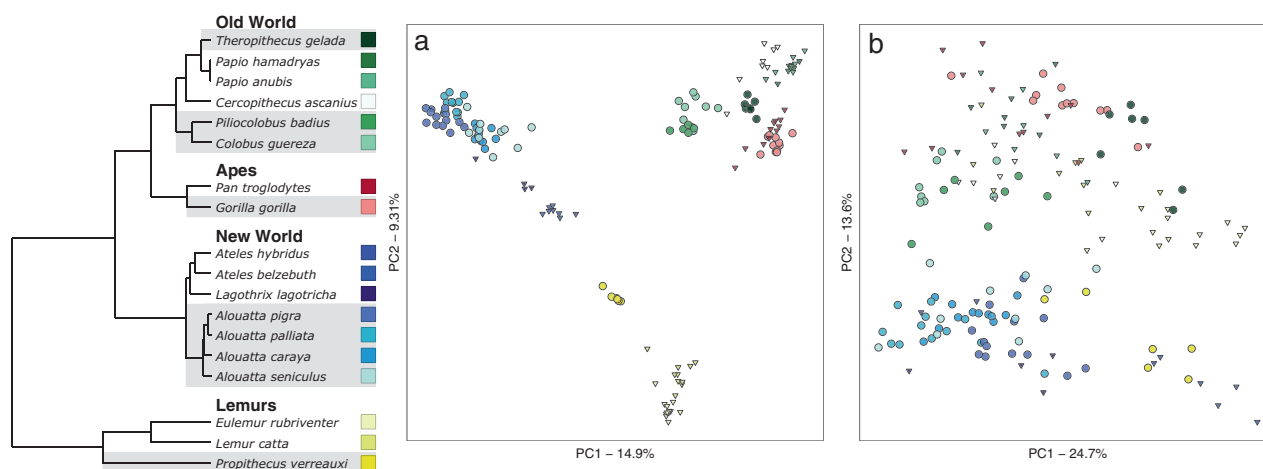 Old World
Theropithecus gelada
Papio hamadryas
Papio anubis
Cercopithecus ascanius
Piliocolobus badius
Colobus guereza
Apes
Pan troglodytes
Gorilla gorilla
New World
Ateles hybridus
Ateles belzebuth
Lagothrix lagotricha
Alouatta pigra
Alouatta palliata
Alouatta caraya
Alouatta seniculus
Lemurs
Eulemur rubriventer
Lemur catta
Propithecus verreauxi
a
PC2 – 9.31%
PC1 – 14.9%
b
PC2 – 13.6%
PC1 – 24.7%